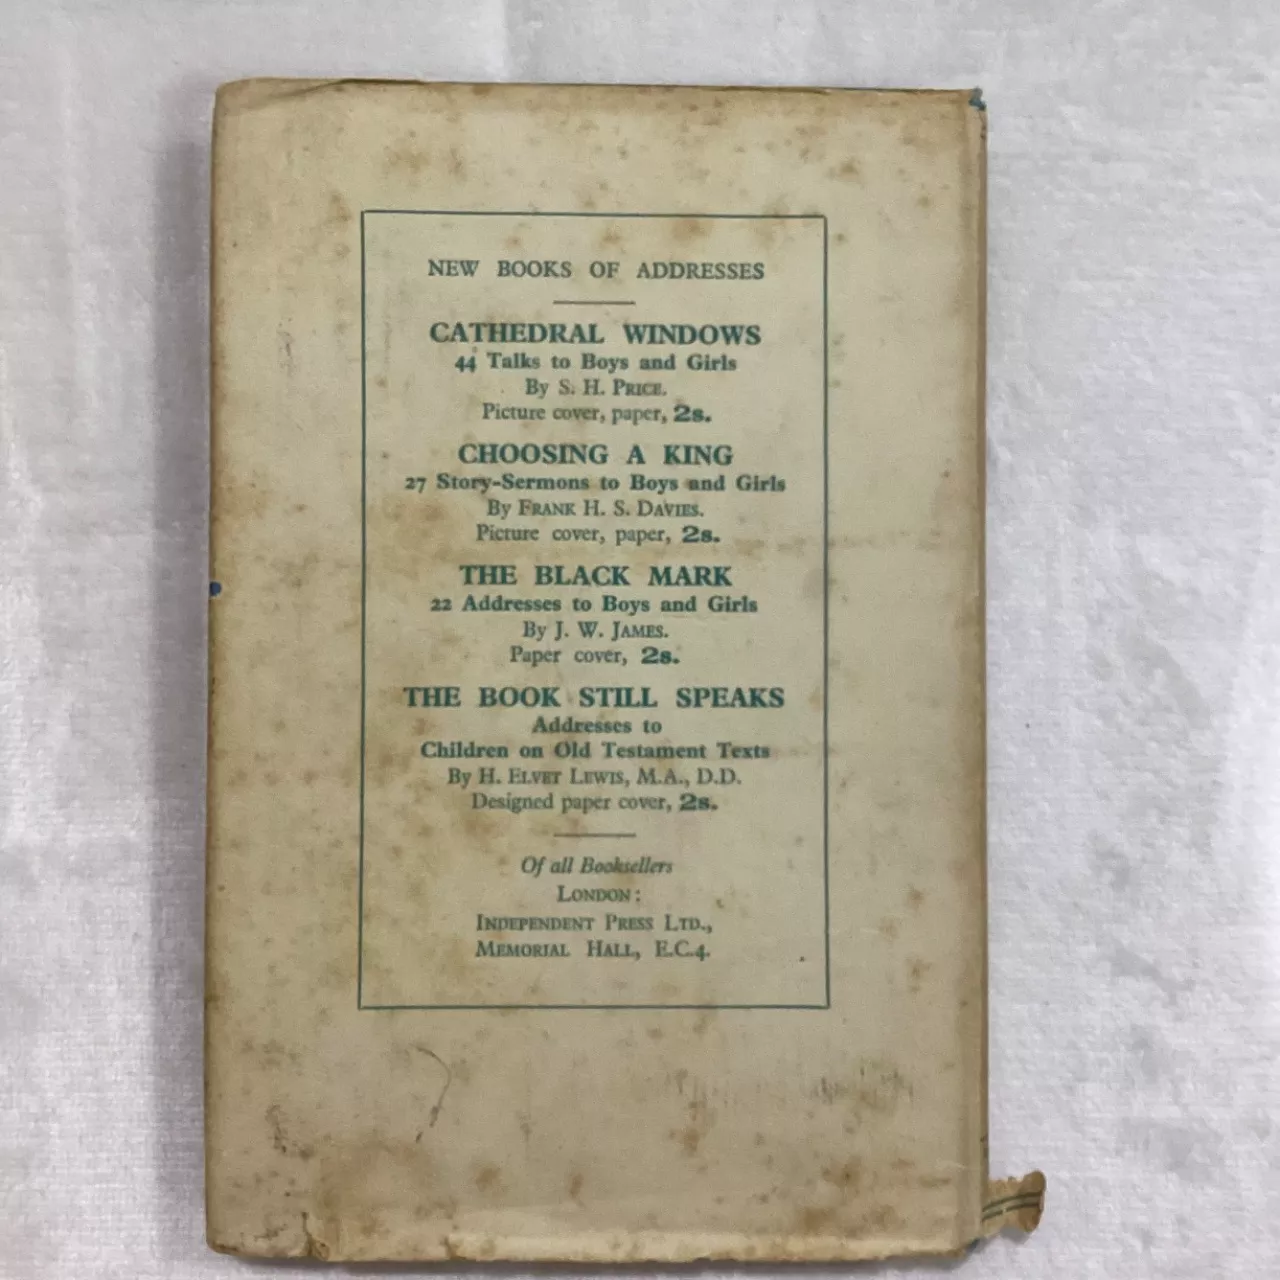 NEW BOOKS OF ADDRESSES
CATHEDRAL WINDOWS
44 Talks to Boys and Girls
By S. H. PRICE.
Picture cover, paper, 2s.
CHOOSING A KING
27 Story-Sermons to Boys and Girls
By FRANK H. S. DAVIES.
Picture cover, paper, 2s.
THE BLACK MARK
22 Addresses to Boys and Girls
By J. W. JAMES.
Paper cover, 2s.
THE BOOK STILL SPEAKS
Addresses to
Children on Old Testament Texts
By H. ELVET LEWIS, M.A., D.D.
Designed paper cover, 2s.
Of all Booksellers
LONDON:
INDEPENDENT PRESS LTD.,
MEMORIAL HALL, E.C.4.